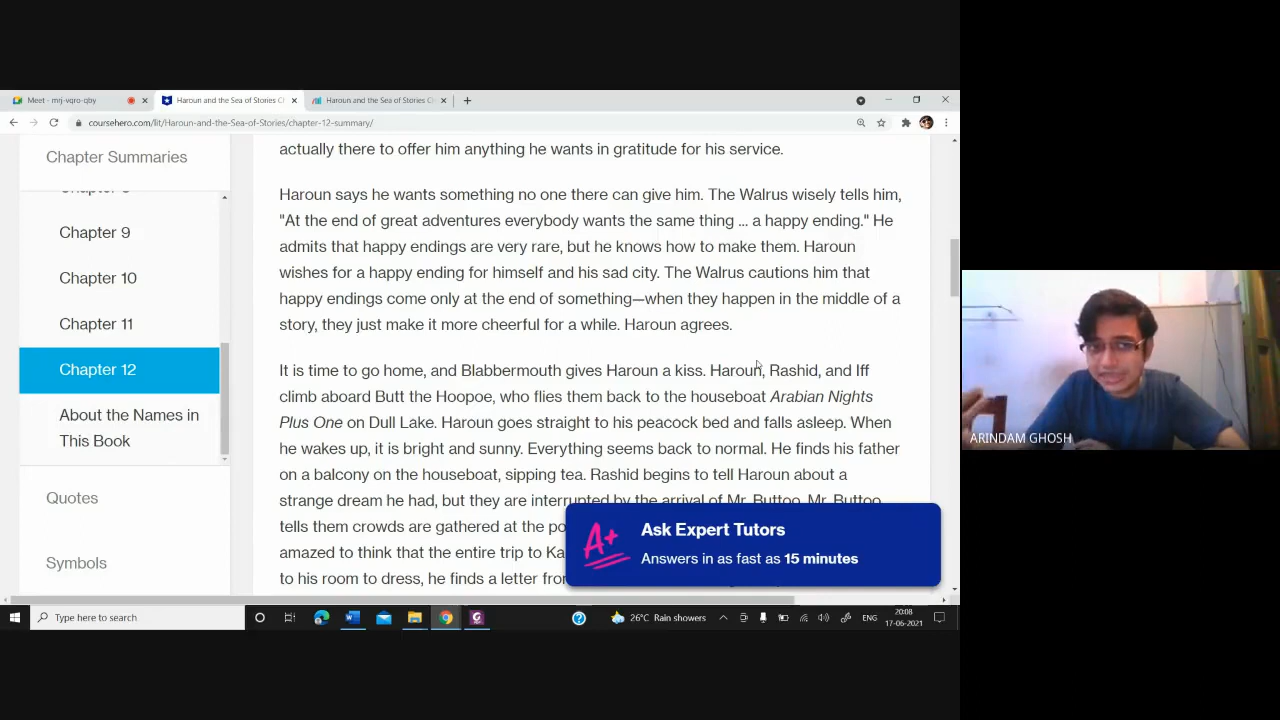 Meet - mrj-vqro-qby
Haroun and the Sea of Stories C
Haroun and the Sea of Stories C
coursehero.com/lit/Haroun-and-the-Sea-of-Stories/chapter-12-summary/
Chapter Summaries
Chapter 9
Chapter 10
Chapter 11
Chapter 12
About the Names in
This Book
Quotes
Symbols
actually there to offer him anything he wants in gratitude for his service.
Haroun says he wants something no one there can give him. The Walrus wisely tells him,
"At the end of great adventures everybody wants the same thing ... a happy ending." He
admits that happy endings are very rare, but he knows how to make them. Haroun
wishes for a happy ending for himself and his sad city. The Walrus cautions him that
happy endings come only at the end of something—when they happen in the middle of a
story, they just make it more cheerful for a while. Haroun agrees.
It is time to go home, and Blabbermouth gives Haroun a kiss. Haroun, Rashid, and Iff
climb aboard Butt the Hoopoe, who flies them back to the houseboat Arabian Nights
Plus One on Dull Lake. Haroun goes straight to his peacock bed and falls asleep. When
he wakes up, it is bright and sunny. Everything seems back to normal. He finds his father
on a balcony on the houseboat, sipping tea. Rashid begins to tell Haroun about a
strange dream he had, but they are interrupted by the arrival of Mr. Buttoo. Mr. Buttoo
tells them crowds are gathered at the po
amazed to think that the entire trip to Ka
to his room to dress, he finds a letter fro
A+
Ask Expert Tutors
Answers in as fast as 15 minutes
ARINDAM GHOSH
Type here to search
26°C Rain showers
ENG
20:08
17-06-2021